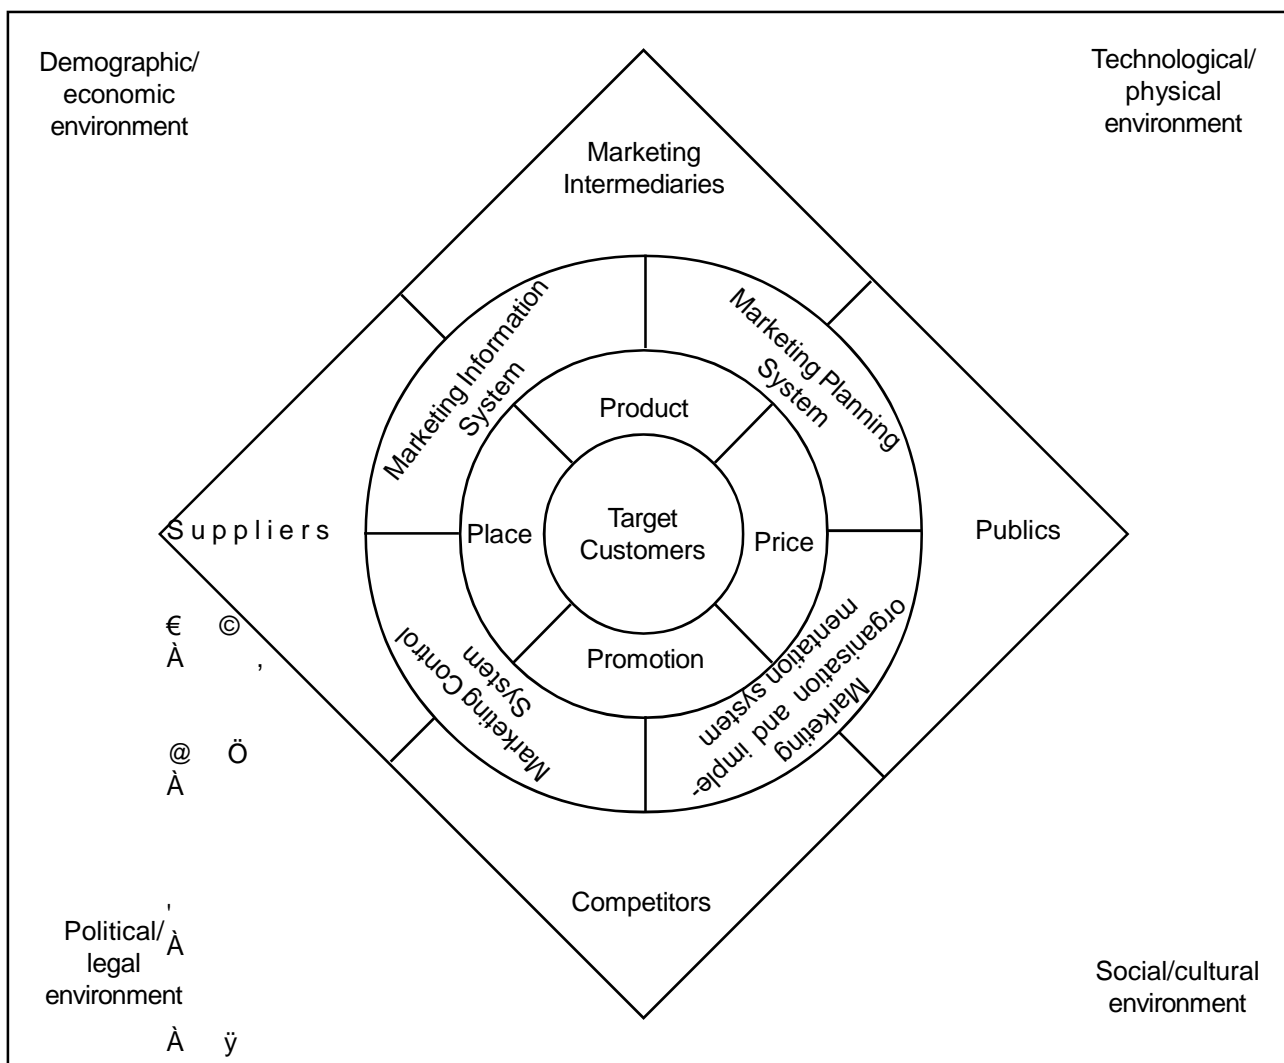 Demographic/
economic
environment
Technological/
physical
environment
Marketing
Intermediaries
Marketing Information
System
Marketing Planning
System
Product
Suppliers
Place
Target
Customers
Price
Publics
Promotion
Marketing Control
System
Marketing
organisation and imple-
mentation system
€ ©
À ,
@ Ö
À
Competitors
'
À
Political/
legal
environment
Social/cultural
environment
À ÿ